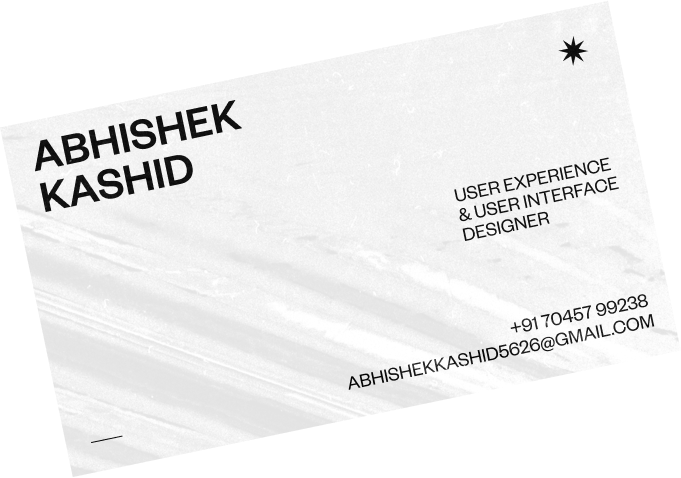 ABHISHEK
KASHID
USER EXPERIENCE
& USER INTERFACE
DESIGNER
+91 70457 99238
ABHISHEKKASHID5626@GMAIL.COM